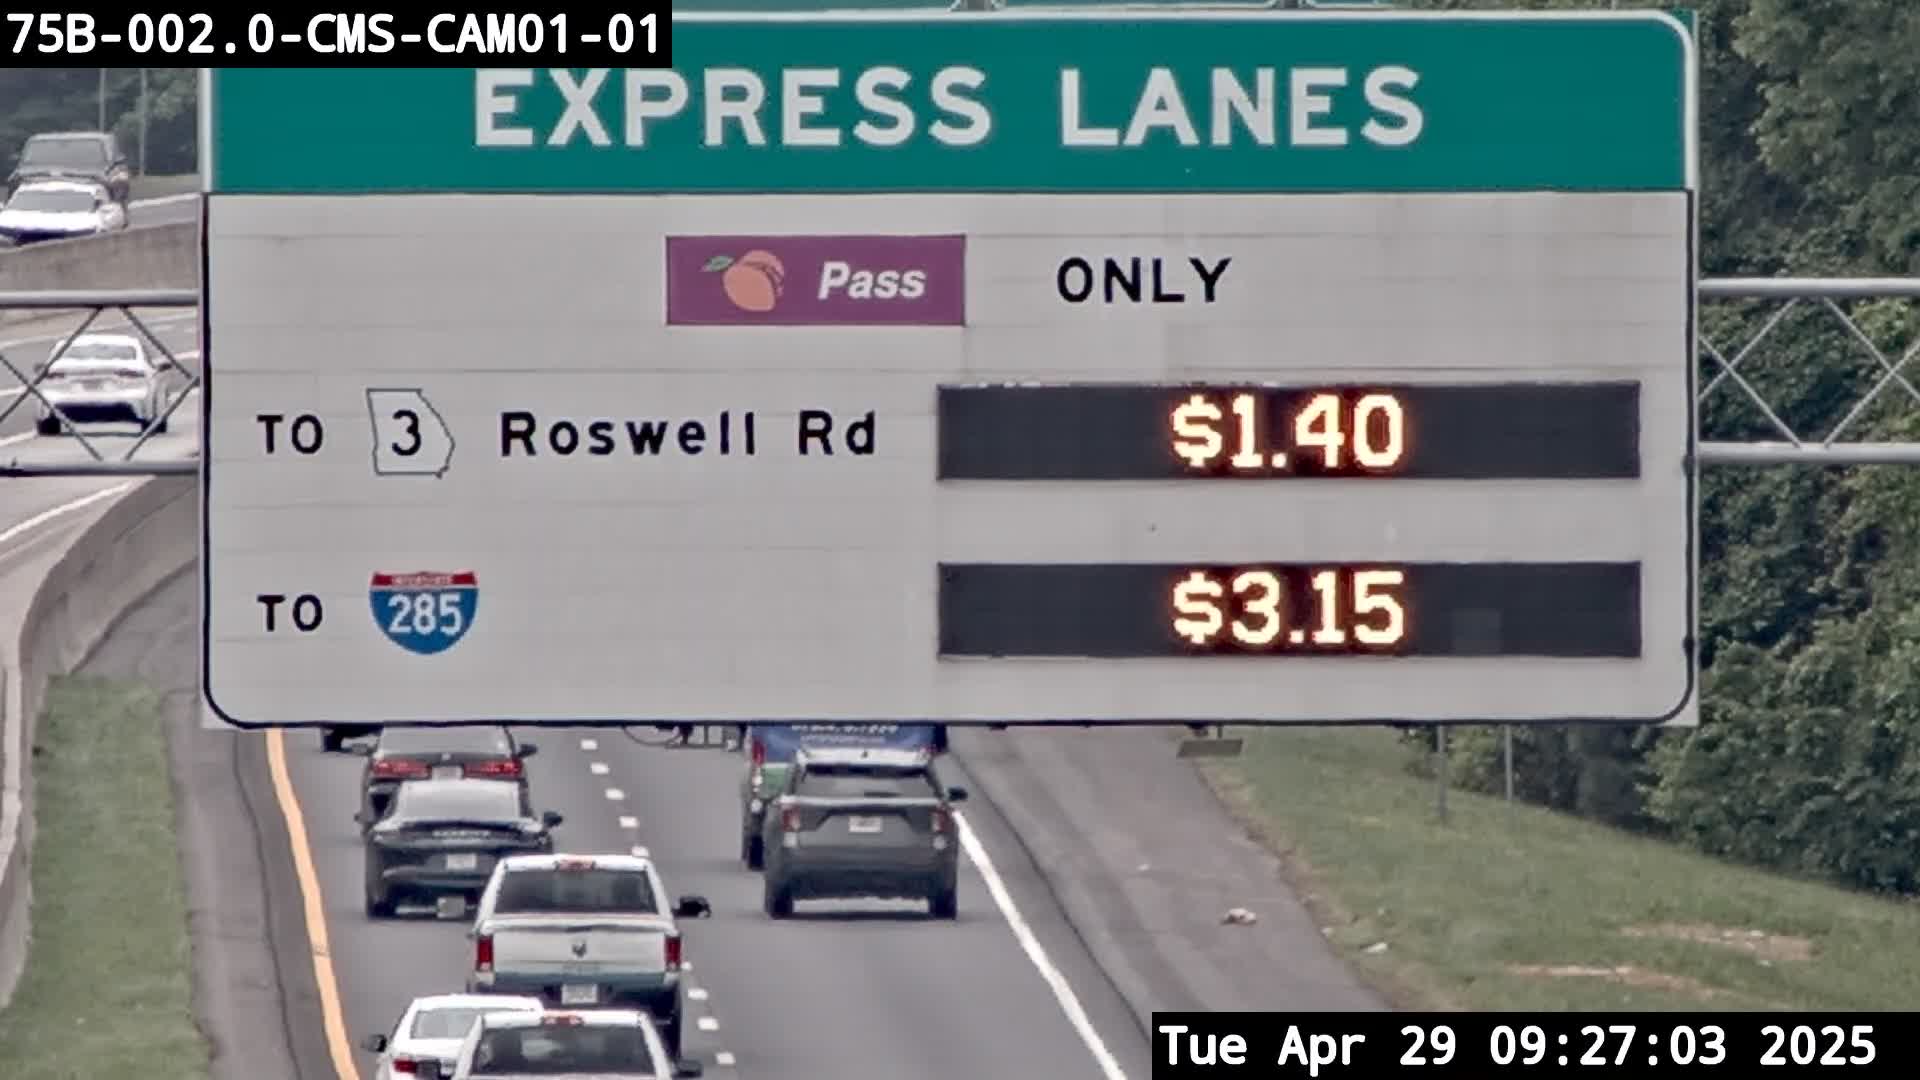 75B-002.0-CMS-CAM01-01
EXPRESS LANES
Pass ONLY
TO 3 Roswell Rd $1.40
INTERSTATE
TO 285 $3.15
Tue Apr 29 09:27:03 2025